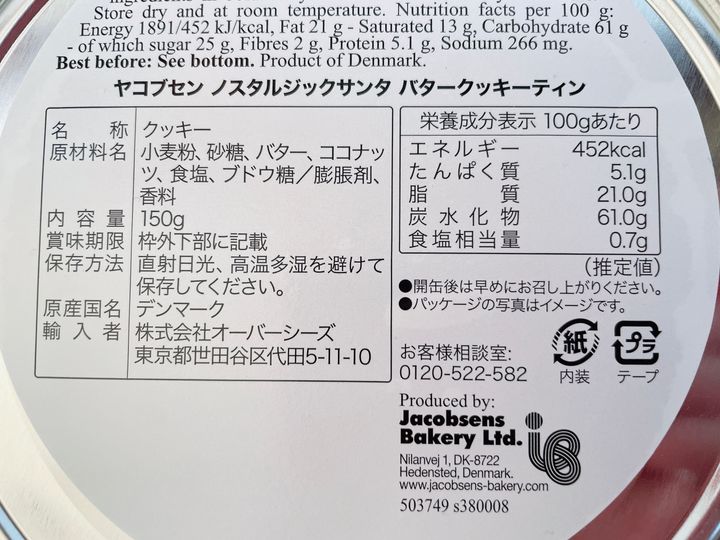 Store dry and at room temperature. Nutrition facts per 100 g:
Energy 1891/452 kJ/kcal, Fat 21 g - Saturated 13 g, Carbohydrate 61 g
- of which sugar 25 g, Fibres 2 g, Protein 5.1 g, Sodium 266 mg.
Best before: See bottom. Product of Denmark.
ヤコブセン ノスタルジックサンタ バタークッキーティン
名称 クッキー
原材料名 小麦粉、砂糖、バター、ココナッ
ツ、食塩、ブドウ糖/膨脹剤、
香料
内容量 150g
賞味期限 枠外下部に記載
保存方法 直射日光、高温多湿を避けて
保存してください。
原産国名 デンマーク
輸入者 株式会社オーバーシーズ
東京都世田谷区代田5-11-10
栄養成分表示 100gあたり
エネルギー 452kcal
たんぱく質 5.1g
脂質 21.0g
炭水化物 61.0g
食塩相当量 0.7g
(推定値)
●開缶後は早めにお召し上がりください。
●パッケージの写真はイメージです。
お客様相談室:
0120-522-582
紙
内装
プラ
テープ
Produced by:
Jacobsens
Bakery Ltd.
Nilanvej 1, DK-8722
Hedensted, Denmark.
www.jacobsens-bakery.com
503749 s380008